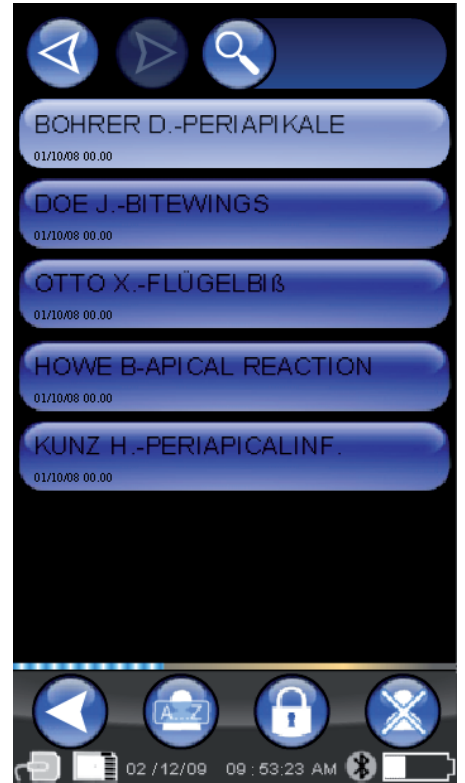 BOHRER D.-PERIAPIKALE
01/10/08 00.00
DOE J.-BITEWINGS
01/10/08 00.00
OTTO X.-FLÜGELBIß
01/10/08 00.00
HOWE B-APICAL REACTION
01/10/08 00.00
KUNZ H.-PERIAPICALINF.
01/10/08 00.00
A...Z
02 /12/09 09 : 53:23 AM